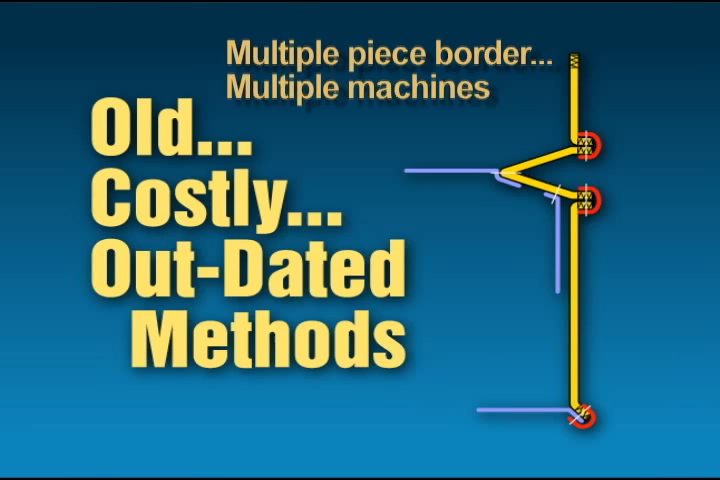 Multiple piece border...
Multiple machines
Old...
Costly...
Out-Dated
Methods